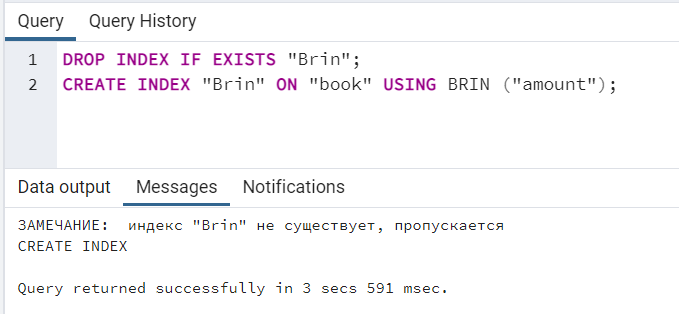 Query Query History
1 DROP INDEX IF EXISTS "Brin";
2 CREATE INDEX "Brin" ON "book" USING BRIN ("amount");
Data output Messages Notifications
ЗАМЕЧАНИЕ:  индекс "Brin" не существует, пропускается
CREATE INDEX
Query returned successfully in 3 secs 591 msec.